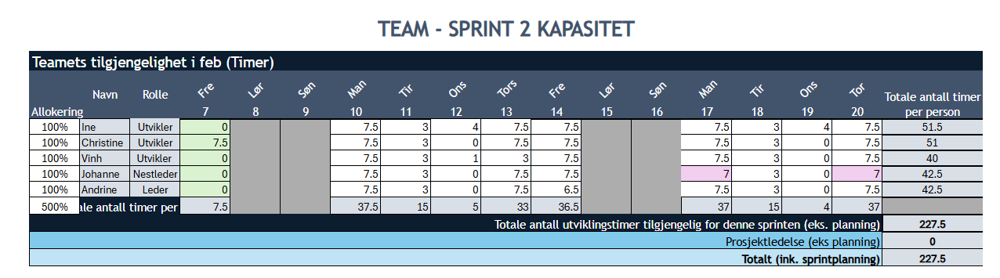 TEAM - SPRINT 2 KAPASITET
Teamets tilgjengelighet i feb (Timer)
Allokering Navn Rolle Fre 7 Lør 8 Søn 9 Man 10 Tir 11 Ons 12 Tors 13 Fre 14 Lør 15 Søn 16 Man 17 Tir 18 Ons 19 Tor 20 Totale antall timer per person
100% Ine Utvikler 0 7.5 3 4 7.5 7.5 7.5 3 4 7.5 51.5
100% Christine Utvikler 7.5 7.5 3 0 7.5 7.5 7.5 3 0 7.5 51
100% Vinh Utvikler 0 7.5 3 1 3 7.5 7.5 3 0 7.5 40
100% Johanne Nestleder 0 7.5 3 0 7.5 7.5 7 3 0 7 42.5
100% Andrine Leder 0 7.5 3 0 7.5 6.5 7.5 3 0 7.5 42.5
500% ale antall timer per 7.5 37.5 15 5 33 36.5 37 15 4 37
Totale antall utviklingstimer tilgjengelig for denne sprinten (eks. planning) 227.5
Prosjektledelse (eks planning) 0
Totalt (ink. sprintplanning) 227.5